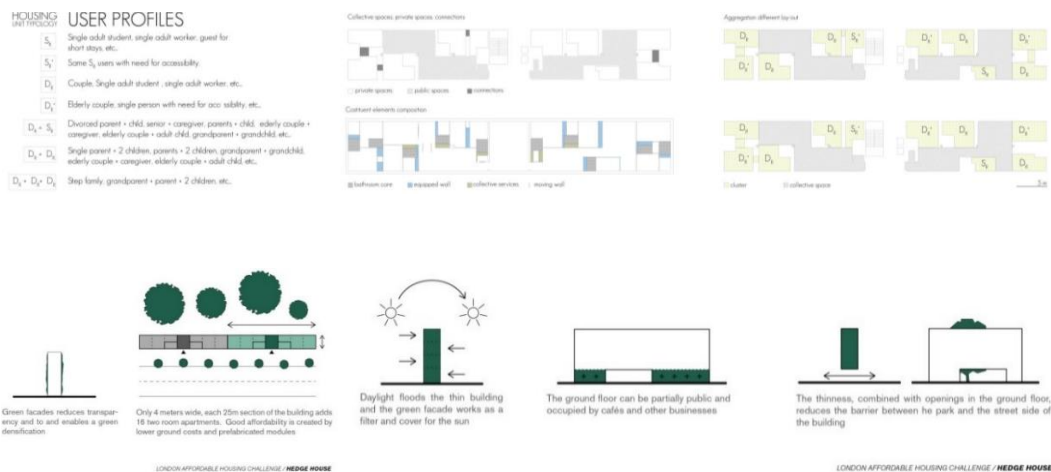 HOUSING
UNIT TYPOLOGY
USER PROFILES
Single adult student, single adult worker, guest for
short stays, etc..
Same S users with need for accessibility.
Couple, Single adult student , single adult worker, etc..
Elderly couple, single person with need for
Divorced parent + child, senior + caregiver, parents + child, elderly couple +
caregiver, elderly couple + adult child, grandparent + grandchild, etc..
Single parent + 2 children, parents + 2 children, grandparent + grandchild,
elderly couple + caregiver, elderly couple + adult child, etc..
Step family, grandparent + parent + 2 children, etc..
Collective spaces, private spaces, connections
private spaces
public spaces
connections
Costituent elements composition
bathroom core
equipped wall
collective services
moving wall
Aggregation different lay out
cluster
collective space
Green facades reduces transpar-
ency and to and enables a green
densification
Only 4 meters wide, each 25m section of the building adds
16 two room apartments. Good affordability is created by
lower ground costs and prefabricated modules
LONDON AFFORDABLE HOUSING CHALLENGE / HEDGE HOUSE
Daylight floods the thin building
and the green facade works as a
filter and cover for the sun
The ground floor can be partially public and
occupied by cafés and other businesses
The thinness, combined with openings in the ground floor,
reduces the barrier between he park and the street side of
the building
LONDON AFFORDABLE HOUSING CHALLENGE / HEDGE HOUSE